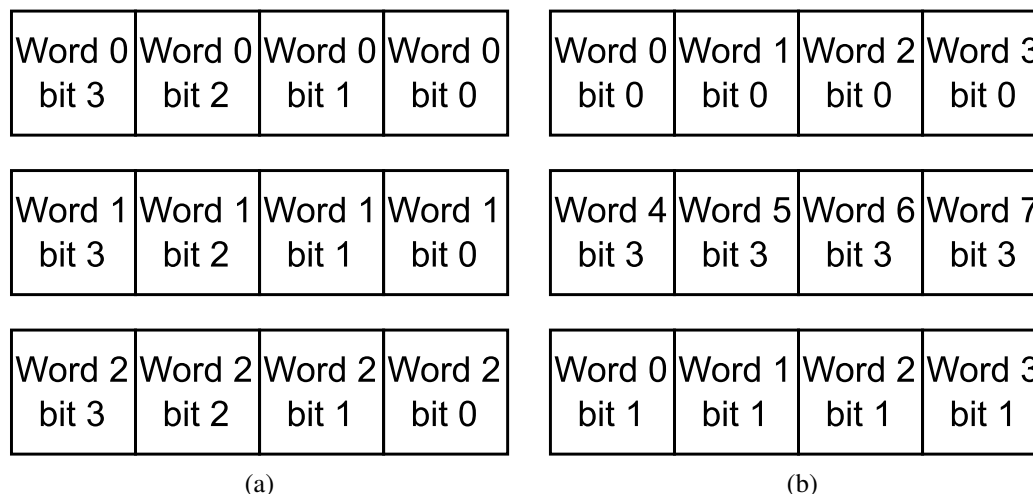 Word 0 Word 0 Word 0 Word 0
bit 3 bit 2 bit 1 bit 0
Word 0 Word 1 Word 2 Word 3
bit 0 bit 0 bit 0 bit 0
Word 1 Word 1 Word 1 Word 1
bit 3 bit 2 bit 1 bit 0
Word 4 Word 5 Word 6 Word 7
bit 3 bit 3 bit 3 bit 3
Word 2 Word 2 Word 2 Word 2
bit 3 bit 2 bit 1 bit 0
Word 0 Word 1 Word 2 Word 3
bit 1 bit 1 bit 1 bit 1
(a)
(b)